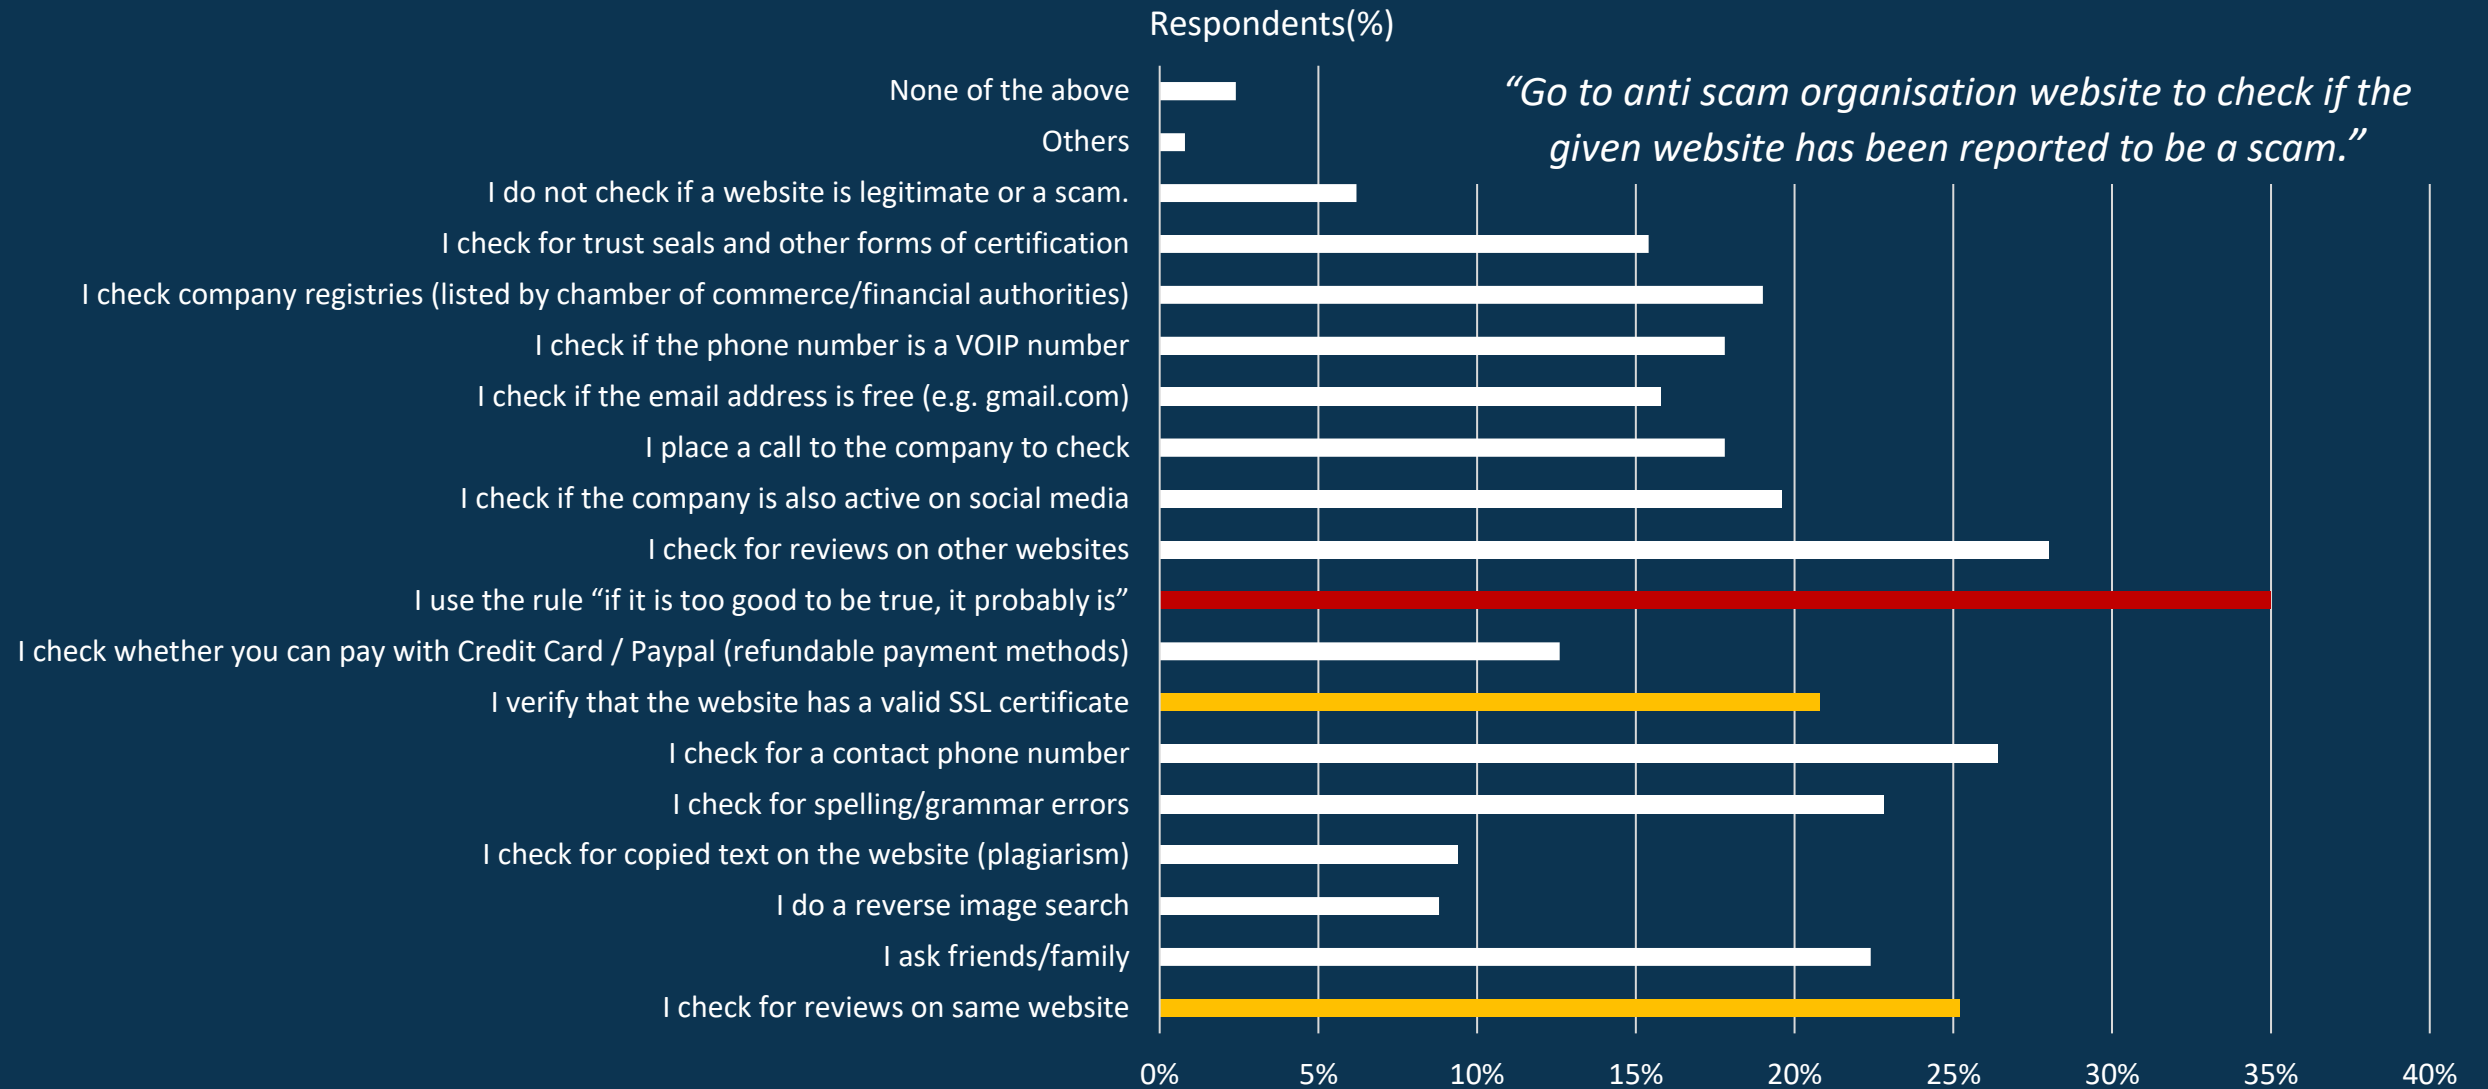 Respondents(%)
“Go to anti scam organisation website to check if the
given website has been reported to be a scam.”
None of the above
Others
I do not check if a website is legitimate or a scam.
I check for trust seals and other forms of certification
I check company registries (listed by chamber of commerce/financial authorities)
I check if the phone number is a VOIP number
I check if the email address is free (e.g. gmail.com)
I place a call to the company to check
I check if the company is also active on social media
I check for reviews on other websites
I use the rule “if it is too good to be true, it probably is”
I check whether you can pay with Credit Card / Paypal (refundable payment methods)
I verify that the website has a valid SSL certificate
I check for a contact phone number
I check for spelling/grammar errors
I check for copied text on the website (plagiarism)
I do a reverse image search
I ask friends/family
I check for reviews on same website
0% 5% 10% 15% 20% 25% 30% 35% 40%